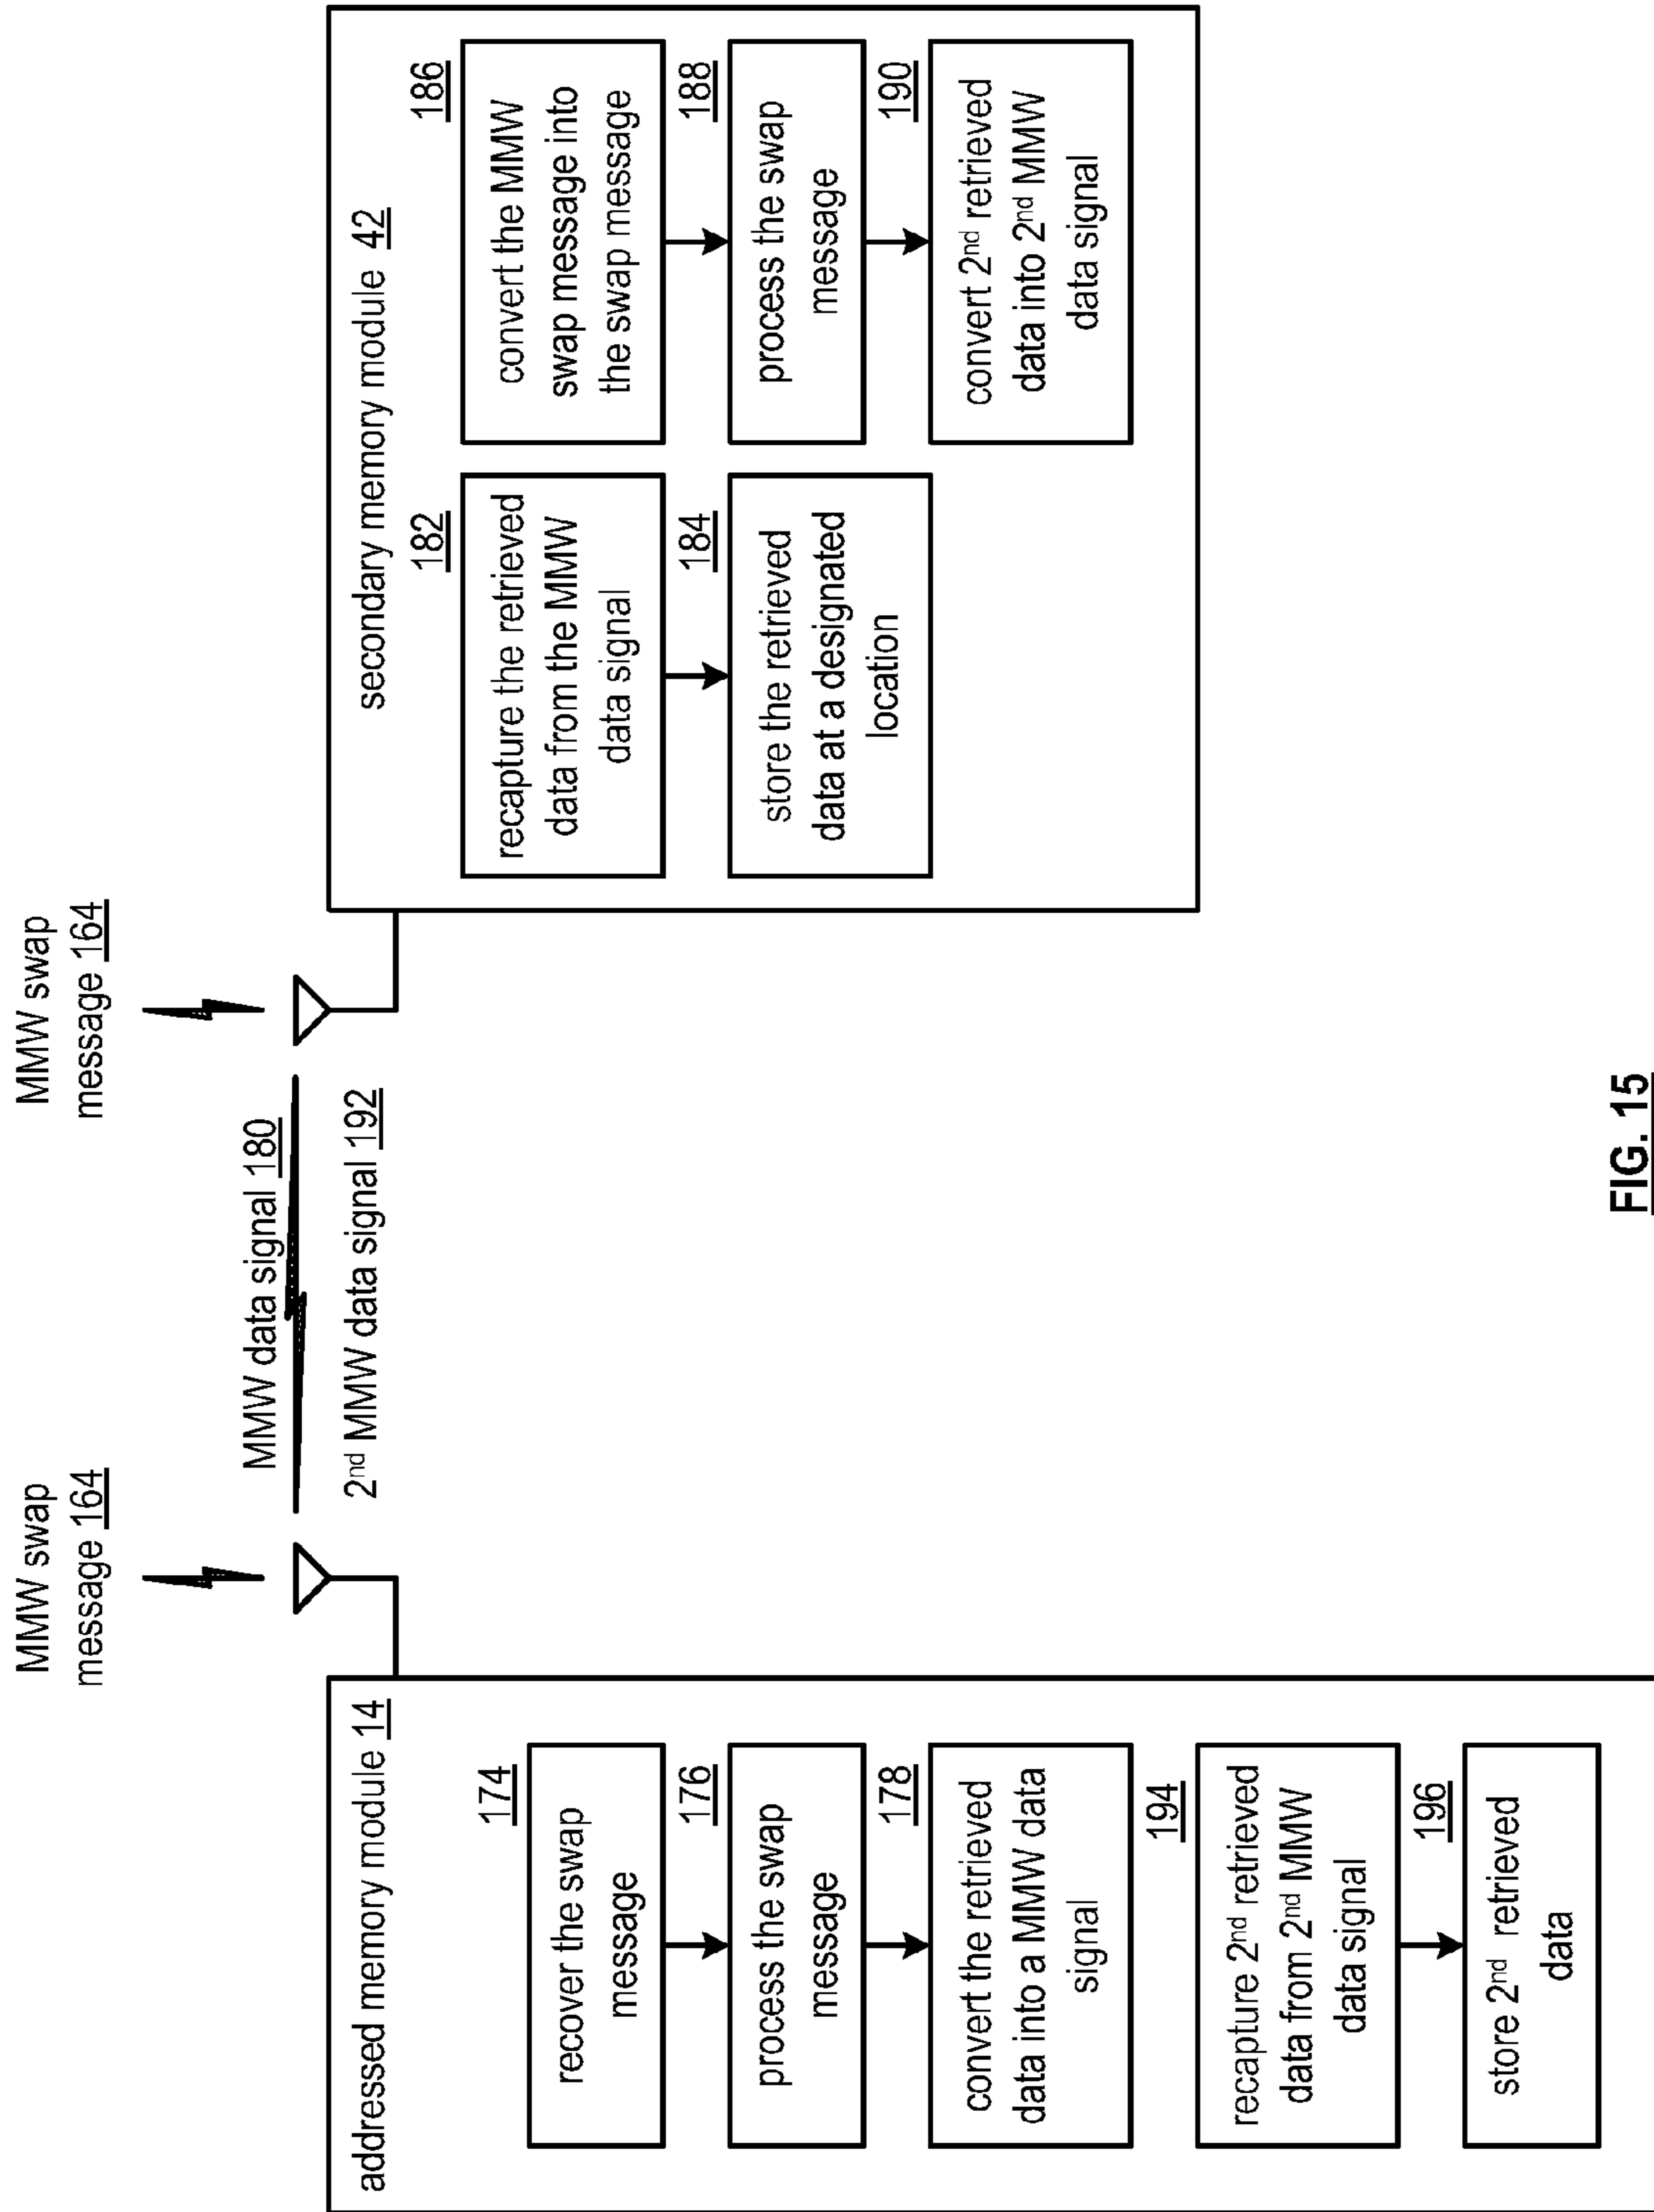 MMW swap
message 164
MMW swap
message 164
MMW data signal 180
2nd MMW data signal 192
addressed memory module 14
174
recover the swap
message
176
process the swap
message
178
convert the retrieved
data into a MMW data
signal
194
recapture 2nd retrieved
data from 2nd MMW
data signal
196
store 2nd retrieved
data
secondary memory module 42
182
recapture the retrieved
data from the MMW
data signal
184
store the retrieved
data at a designated
location
186
convert the MMW
swap message into
the swap message
188
process the swap
message
190
convert 2nd retrieved
data into 2nd MMW
data signal
FIG. 15